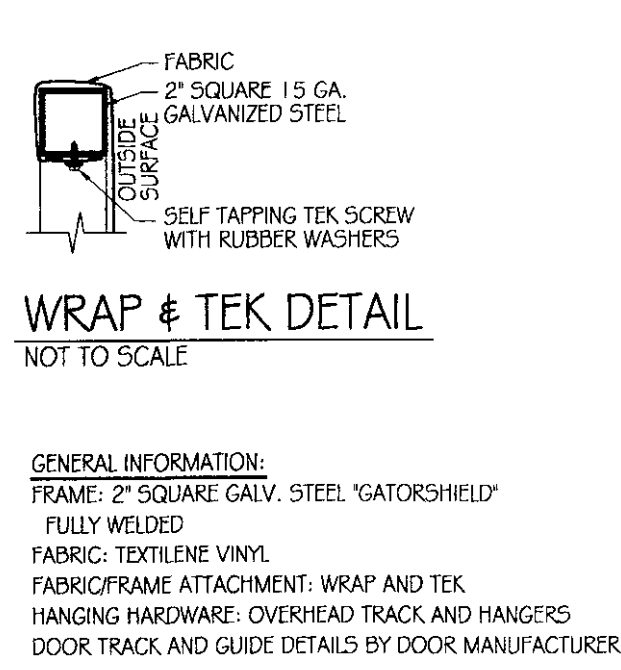 FABRIC
2" SQUARE 15 GA.
GALVANIZED STEEL
OUTSIDE
SURFACE
SELF TAPPING TEK SCREW
WITH RUBBER WASHERS
WRAP & TEK DETAIL
NOT TO SCALE
GENERAL INFORMATION:
FRAME: 2" SQUARE GALV. STEEL "GATORSHIELD"
FULLY WELDED
FABRIC: TEXTILENE VINYL
FABRIC/FRAME ATTACHMENT: WRAP AND TEK
HANGING HARDWARE: OVERHEAD TRACK AND HANGERS
DOOR TRACK AND GUIDE DETAILS BY DOOR MANUFACTURER